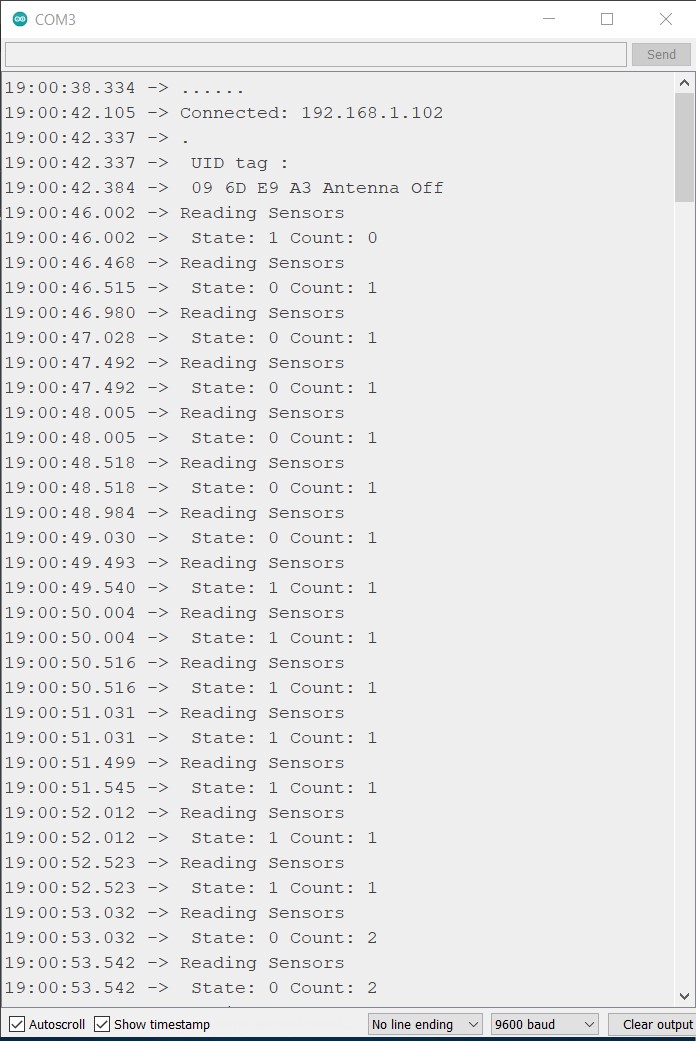 COM3
Send
19:00:38.334 -> ......
19:00:42.105 -> Connected: 192.168.1.102
19:00:42.337 -> .
19:00:42.337 ->  UID tag :
19:00:42.384 ->  09 6D E9 A3 Antenna Off
19:00:46.002 -> Reading Sensors
19:00:46.002 ->  State: 1 Count: 0
19:00:46.468 -> Reading Sensors
19:00:46.515 ->  State: 0 Count: 1
19:00:46.980 -> Reading Sensors
19:00:47.028 ->  State: 0 Count: 1
19:00:47.492 -> Reading Sensors
19:00:47.492 ->  State: 0 Count: 1
19:00:48.005 -> Reading Sensors
19:00:48.005 ->  State: 0 Count: 1
19:00:48.518 -> Reading Sensors
19:00:48.518 ->  State: 0 Count: 1
19:00:48.984 -> Reading Sensors
19:00:49.030 ->  State: 0 Count: 1
19:00:49.493 -> Reading Sensors
19:00:49.540 ->  State: 1 Count: 1
19:00:50.004 -> Reading Sensors
19:00:50.004 ->  State: 1 Count: 1
19:00:50.516 -> Reading Sensors
19:00:50.516 ->  State: 1 Count: 1
19:00:51.031 -> Reading Sensors
19:00:51.031 ->  State: 1 Count: 1
19:00:51.499 -> Reading Sensors
19:00:51.545 ->  State: 1 Count: 1
19:00:52.012 -> Reading Sensors
19:00:52.012 ->  State: 1 Count: 1
19:00:52.523 -> Reading Sensors
19:00:52.523 ->  State: 1 Count: 1
19:00:53.032 -> Reading Sensors
19:00:53.032 ->  State: 0 Count: 2
19:00:53.542 -> Reading Sensors
19:00:53.542 ->  State: 0 Count: 2
Autoscroll Show timestamp No line ending 9600 baud Clear output